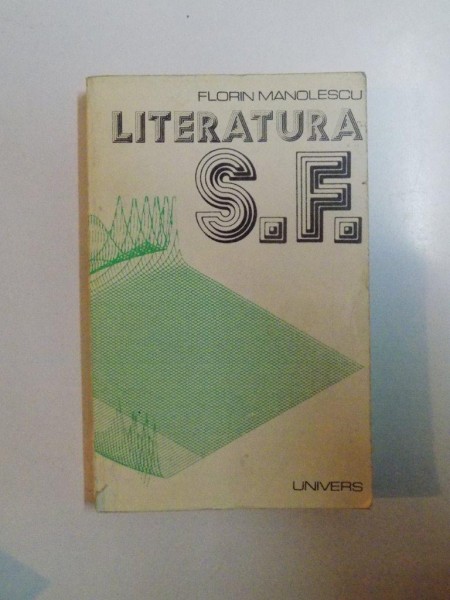 FLORIN MANOLESCU
LITERATURA
S.F.
UNIVERS